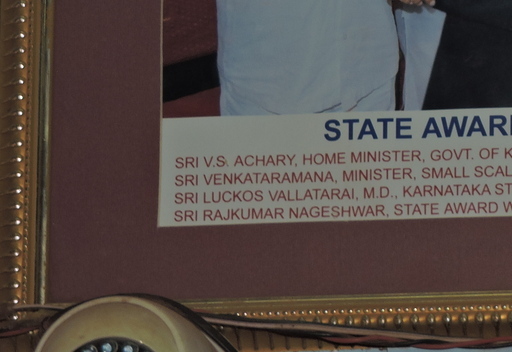 STATE AWAR
SRI V.S. ACHARY, HOME MINISTER, GOVT. OF K
SRI VENKATARAMANA, MINISTER, SMALL SCAL
SRI LUCKOS VALLATARAI, M.D., KARNATAKA ST
SRI RAJKUMAR NAGESHWAR, STATE AWARD W